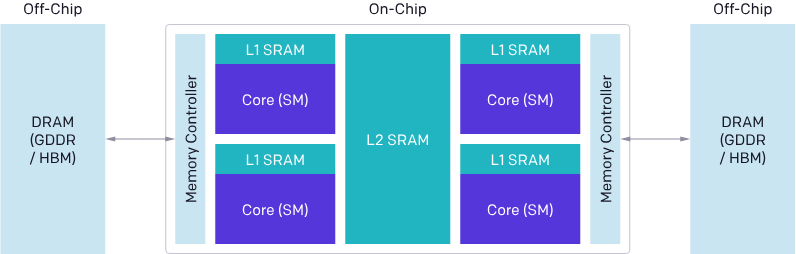 Off-Chip
On-Chip
Off-Chip
DRAM
(GDDR
/ HBM)
Memory Controller
L1 SRAM
Core (SM)
L1 SRAM
Core (SM)
L2 SRAM
L1 SRAM
Core (SM)
L1 SRAM
Core (SM)
Memory Controller
DRAM
(GDDR
/ HBM)